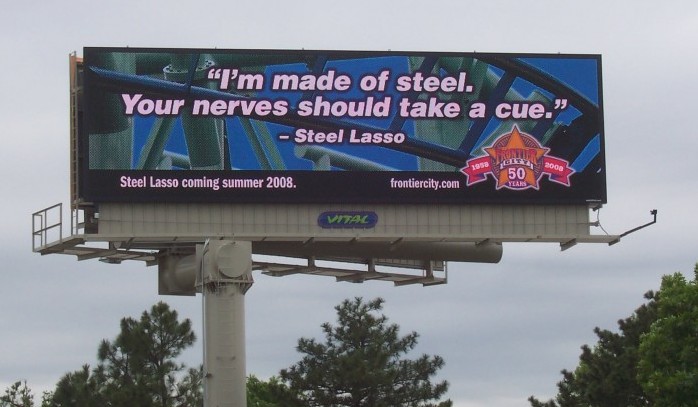 “I'm made of steel.
Your nerves should take a cue.”
– Steel Lasso
Steel Lasso coming summer 2008.
frontiercity.com
FRONTIER
CITY
1958
50
2008
YEARS
VITAL